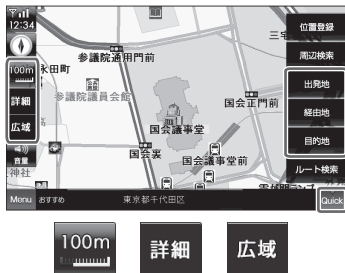 12:34
位置登録
参議院通用門前
三宅
周辺検索
100m
永田町
出発地
詳細
参議院議員会館
国会正門前
経由地
広域
国会議事堂
目的地
音量
神社
国会裏
国会議事堂前
ルート検索
Menu
おすすめ
東京都千代田区
Quick
100m
詳細
広域